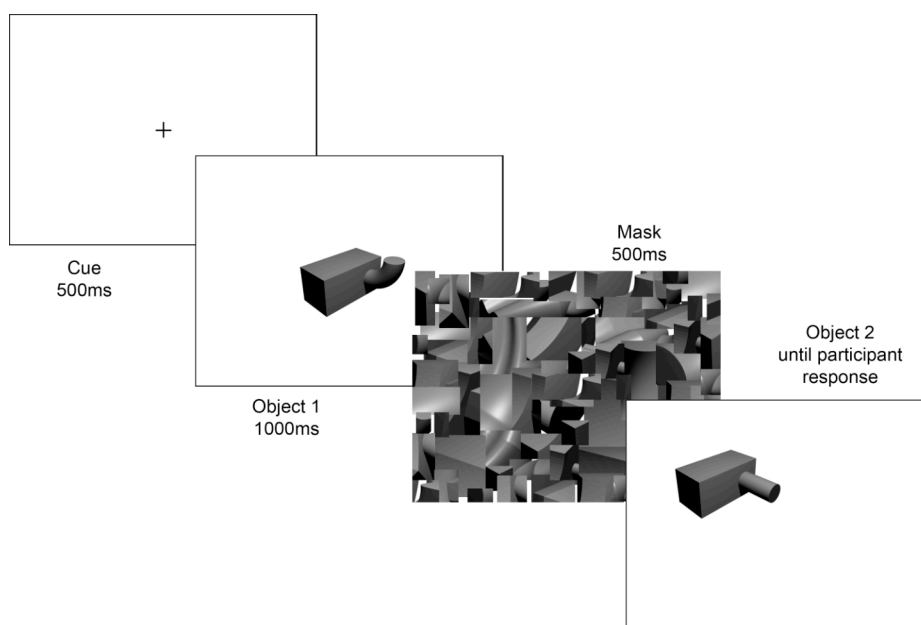 Cue
500ms
Object 1
1000ms
Mask
500ms
Object 2
until participant
response